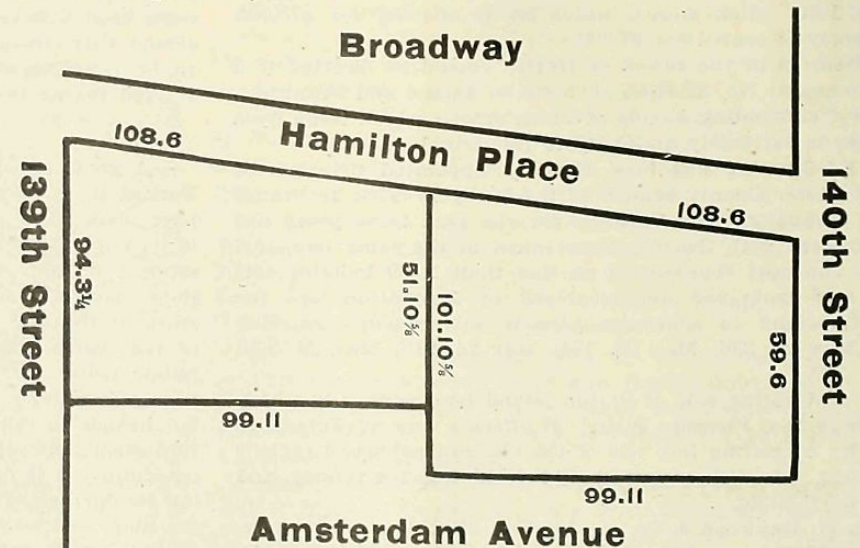 Broadway
Hamilton Place
108.6
108.6
139th Street
140th Street
94.3¼
51.10⅝
101.10⅝
59.6
99.11
99.11
Amsterdam Avenue